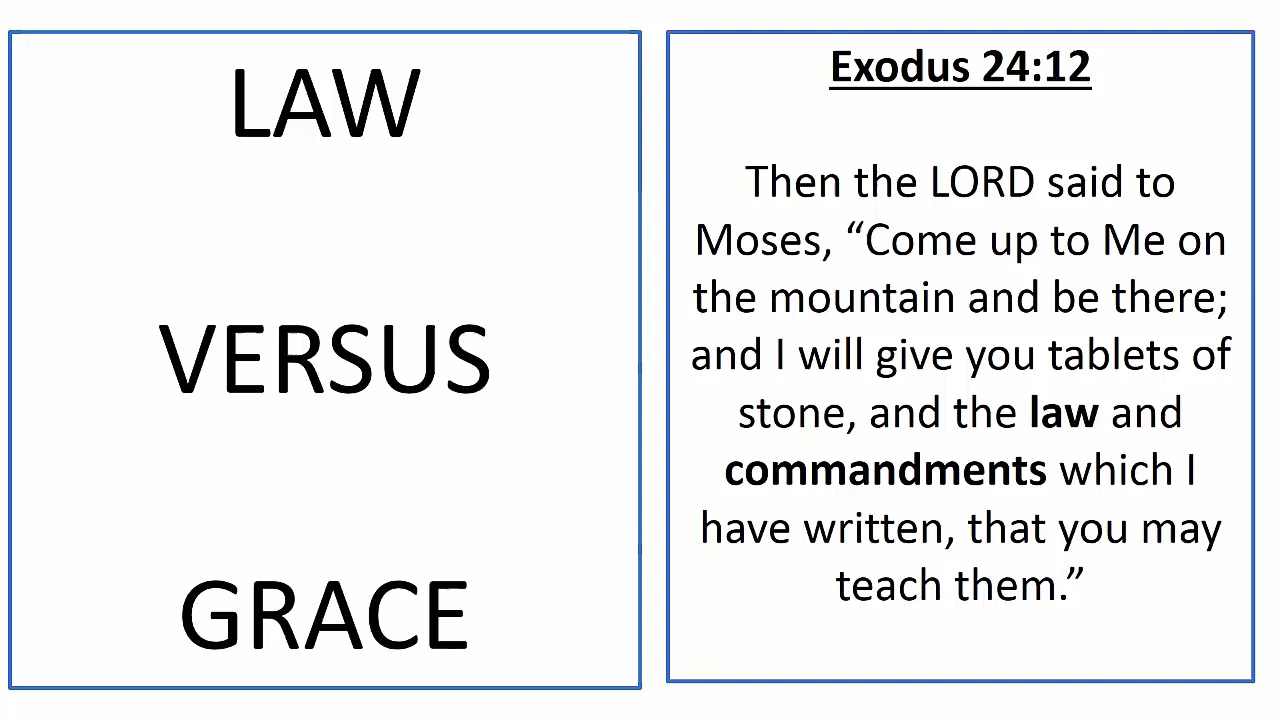 LAW
VERSUS
GRACE
Exodus 24:12
Then the LORD said to
Moses, “Come up to Me on
the mountain and be there;
and I will give you tablets of
stone, and the law and
commandments which I
have written, that you may
teach them.”